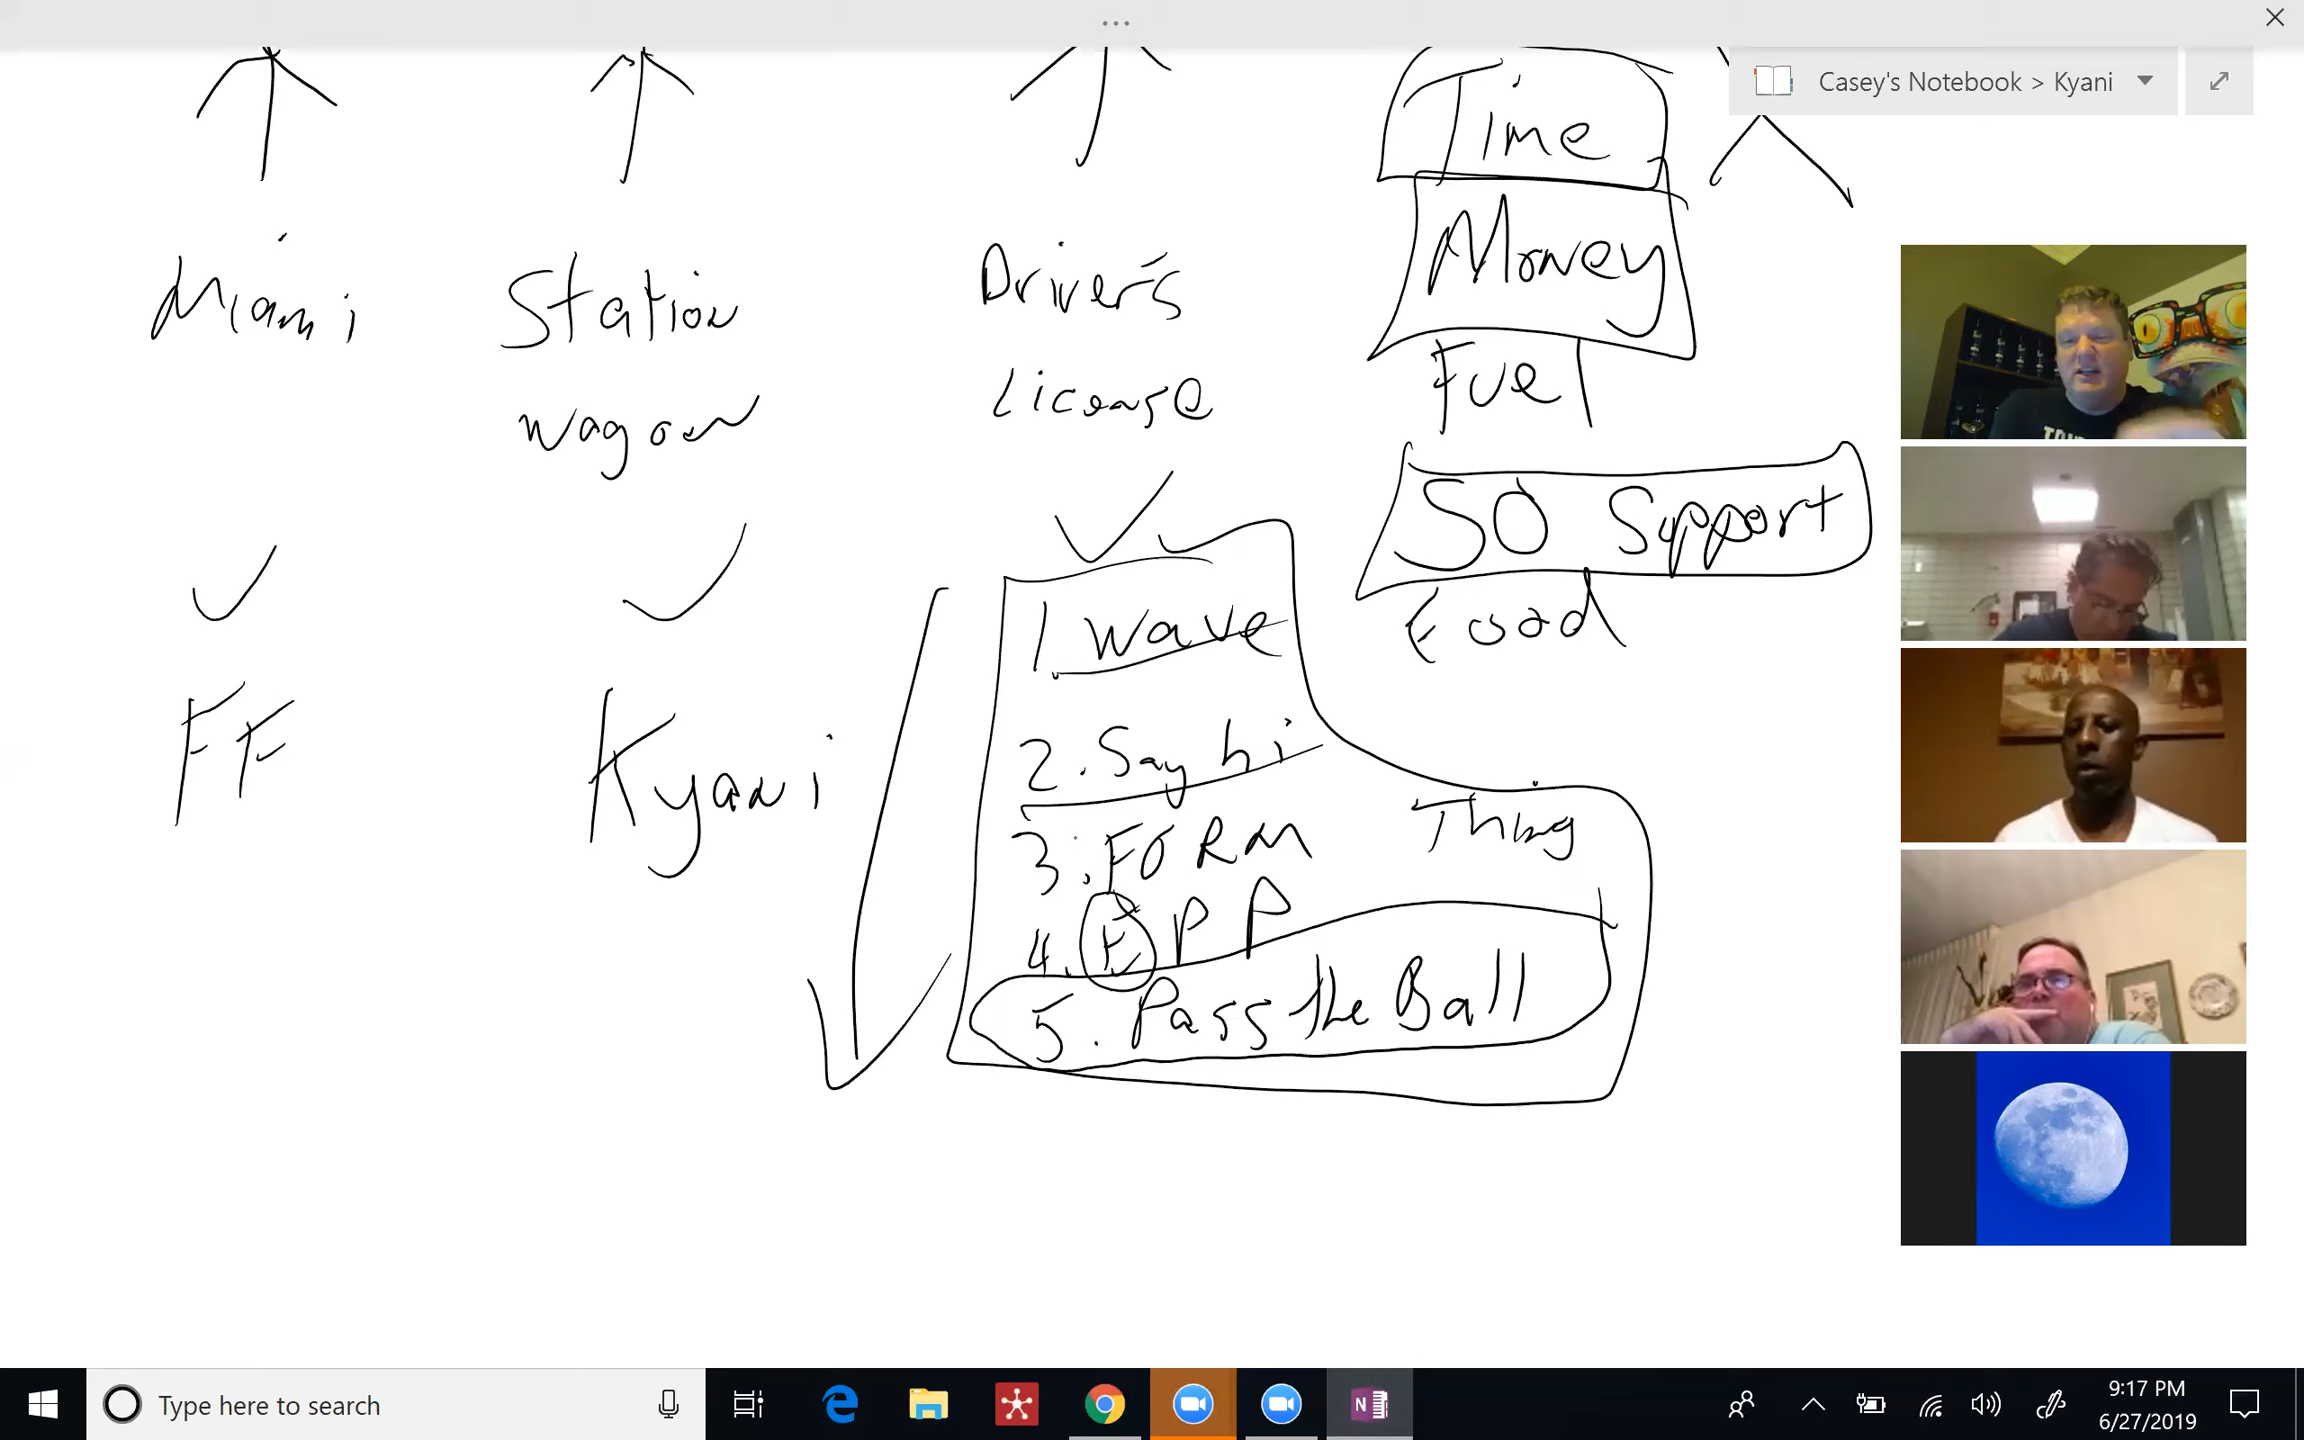 ...
Casey's Notebook > Kyani
Time
Money
Miami
Station
wagon
Driver's
License
Fuel
SO Support
Food
1. wave
2. Say hi
3. FORM
Thing
4. EPP
5. Pass the Ball
FF
Kyani
Type here to search
N
9:17 PM
6/27/2019